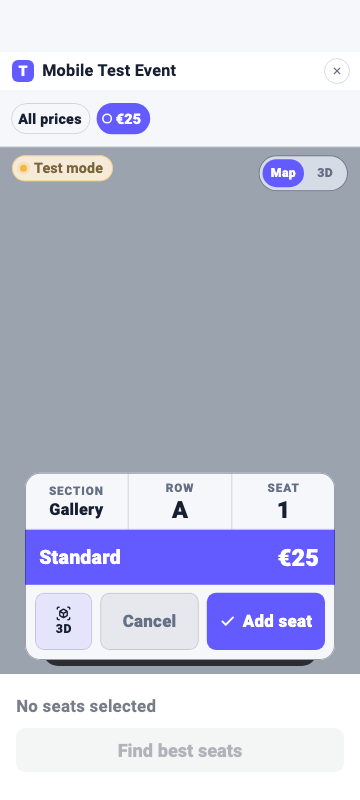 T Mobile Test Event
All prices €25
Test mode
Map 3D
SECTION ROW SEAT
Gallery A 1
Standard €25
3D Cancel Add seat
No seats selected
Find best seats